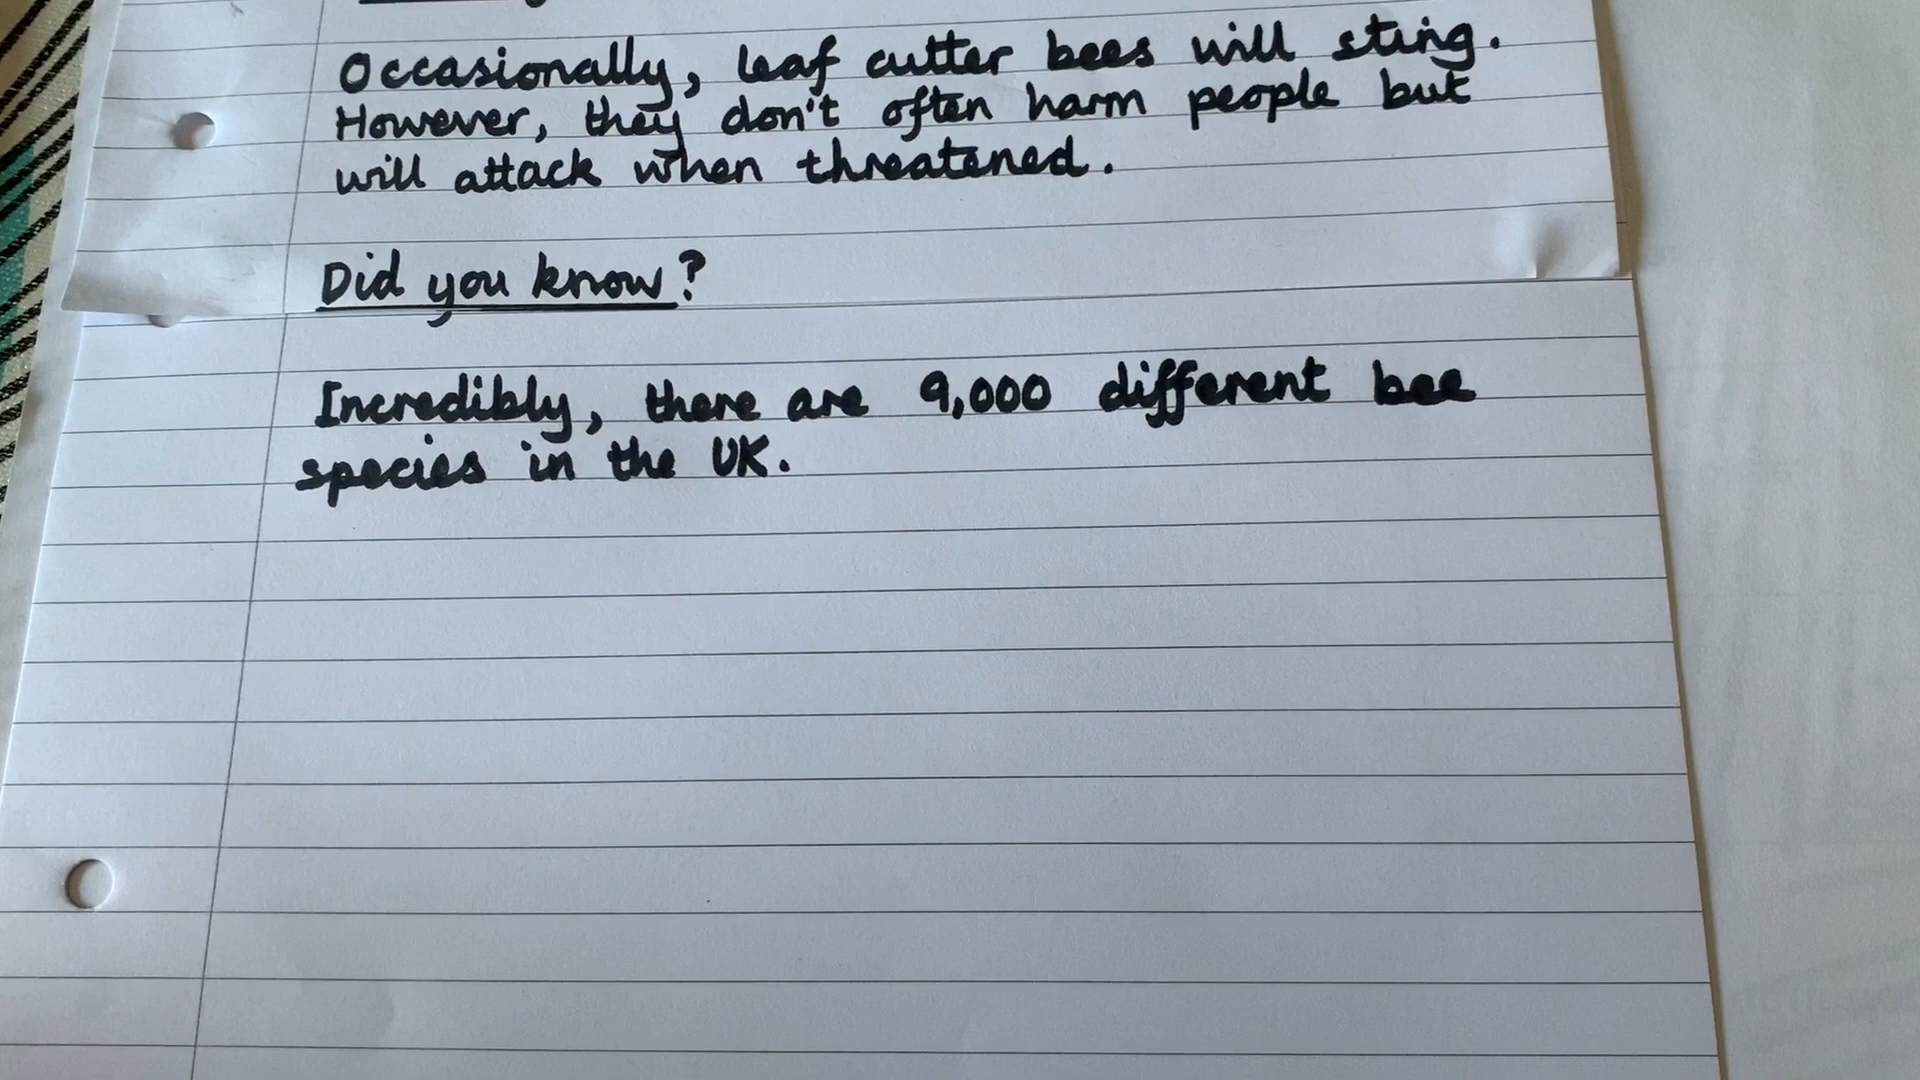 Occasionally, leaf cutter bees will sting.
However, they don't often harm people but
will attack when threatened.
Did you know?
Incredibly, there are 9,000 different bee
species in the UK.